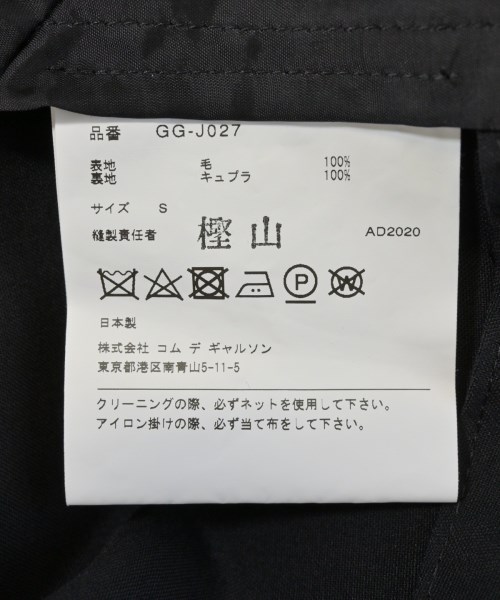 品番 GG-J027
表地 毛 100%
裏地 キュプラ 100%
サイズ S
縫製責任者 樫山 AD2020
P W
日本製
株式会社 コム デ ギャルソン
東京都港区南青山5-11-5
クリーニングの際、必ずネットを使用して下さい。
アイロン掛けの際、必ず当て布をして下さい。